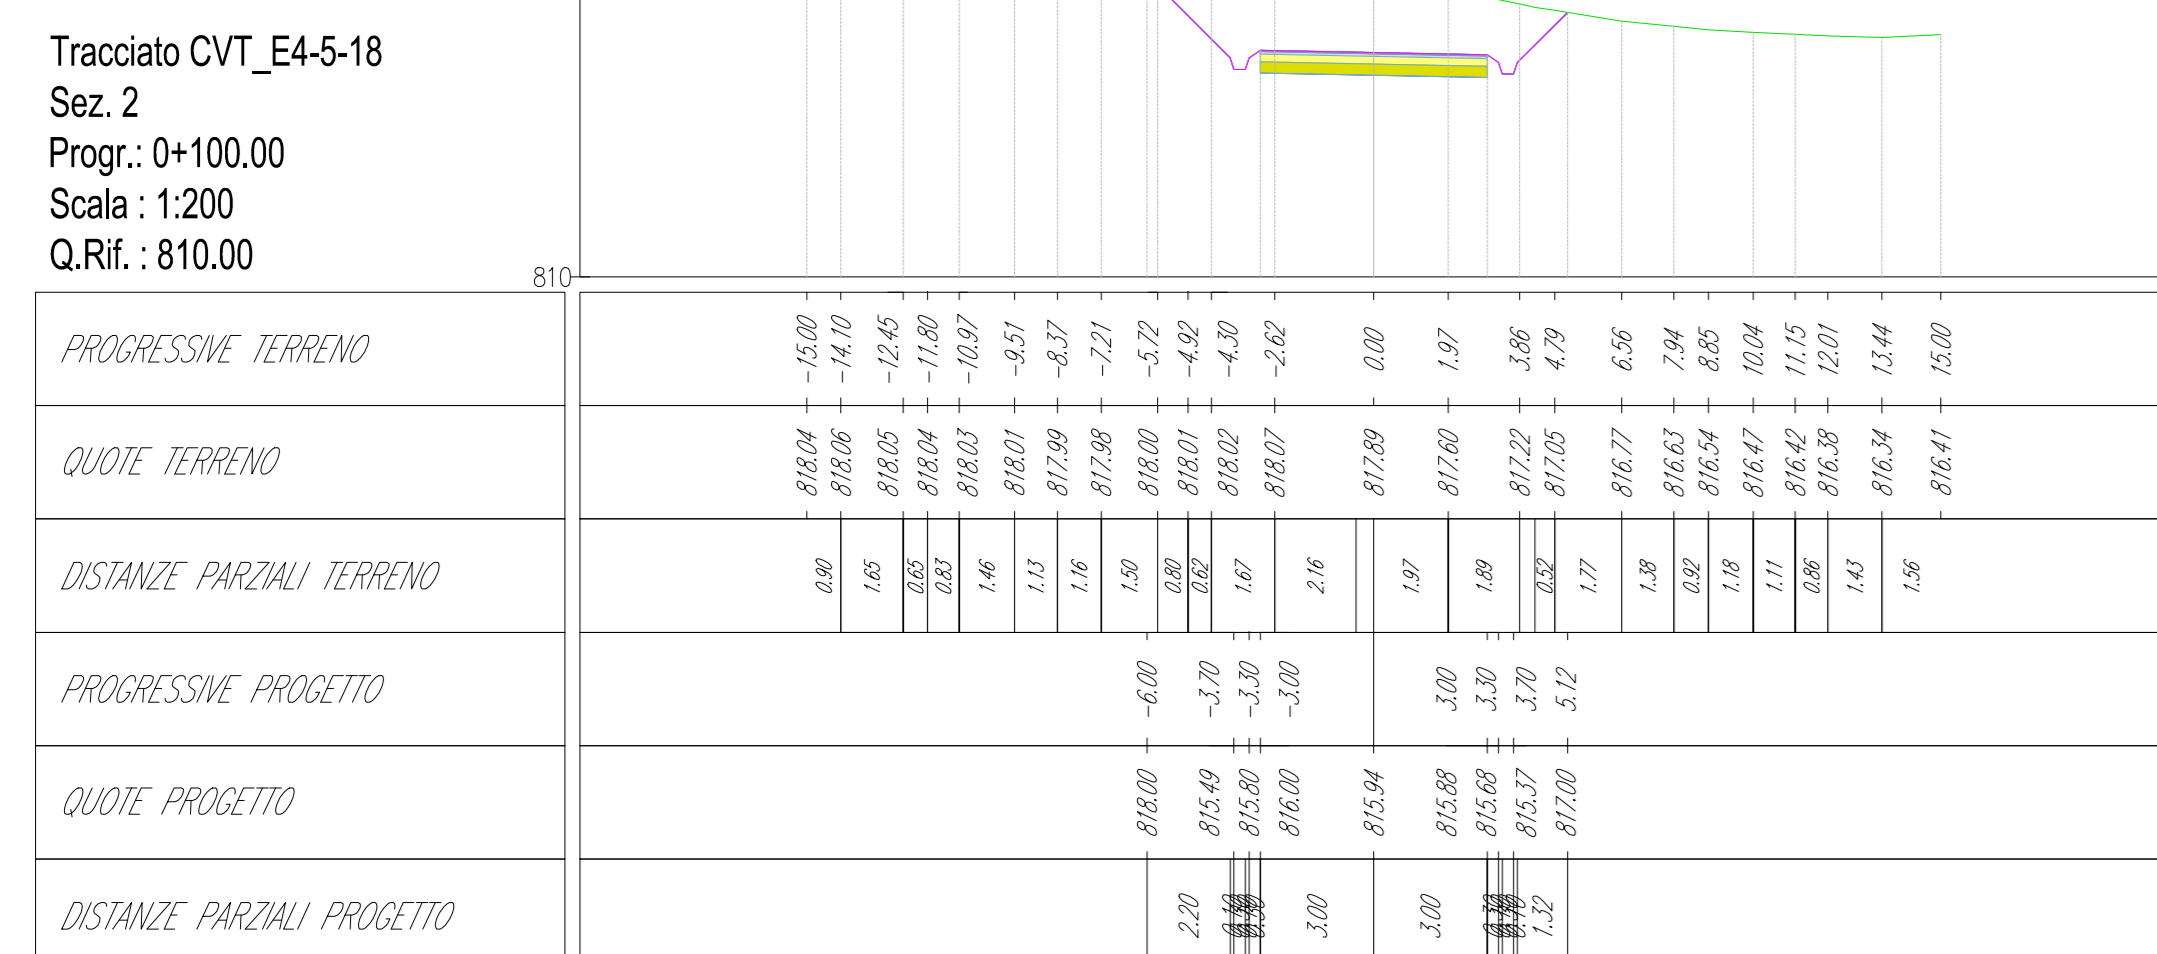 Tracciato CVT_E4-5-18
Sez. 2
Progr.: 0+100.00
Scala : 1:200
Q.Rif. : 810.00
810
PROGRESSIVE TERRENO -15.00 -14.10 -12.45 -11.80 -10.97 -9.51 -8.37 -7.21 -5.72 -4.92 -4.30 -2.62 0.00 1.97 3.86 4.79 6.56 7.94 8.85 10.04 11.15 12.01 13.44 15.00
QUOTE TERRENO 818.04 818.06 818.05 818.04 818.03 818.01 817.99 817.98 818.00 818.01 818.02 818.07 817.89 817.60 817.22 817.05 816.77 816.63 816.54 816.47 816.42 816.38 816.34 816.41
DISTANZE PARZIALI TERRENO 0.90 1.65 0.65 0.83 1.46 1.13 1.16 1.50 0.80 0.62 1.67 2.16 1.97 1.89 0.52 1.77 1.38 0.92 1.18 1.11 0.86 1.43 1.56
PROGRESSIVE PROGETTO -6.00 -3.70 -3.30 -3.00 3.00 3.30 3.70 5.12
QUOTE PROGETTO 818.00 815.49 815.80 816.00 815.94 815.88 815.68 815.37 817.00
DISTANZE PARZIALI PROGETTO 2.20 3.00 3.00 1.32